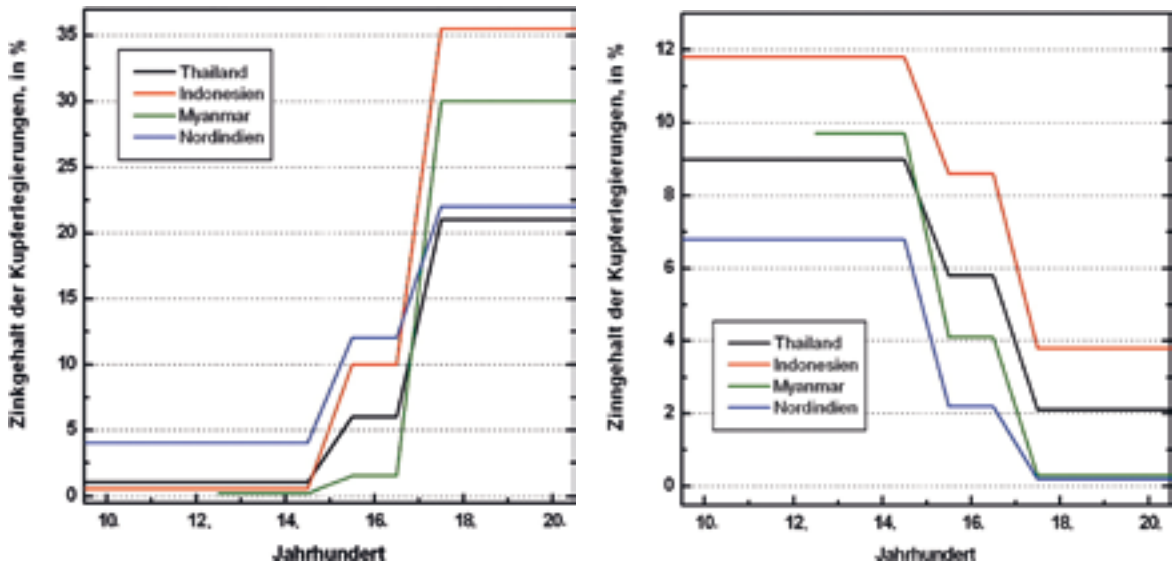 Zinkgehalt der Kupferlegierungen, in %
35
30
25
20
15
10
5
0
Thailand
Indonesien
Myanmar
Nordindien
10. 12, 14, 16. 18, 20.
Jahrhundert
Zinngehalt der Kupferlegierungen, in %
12
10
8
6
4
2
0
Thailand
Indonesien
Myanmar
Nordindien
10. 12, 14. 16. 18, 20.
Jahrhundert